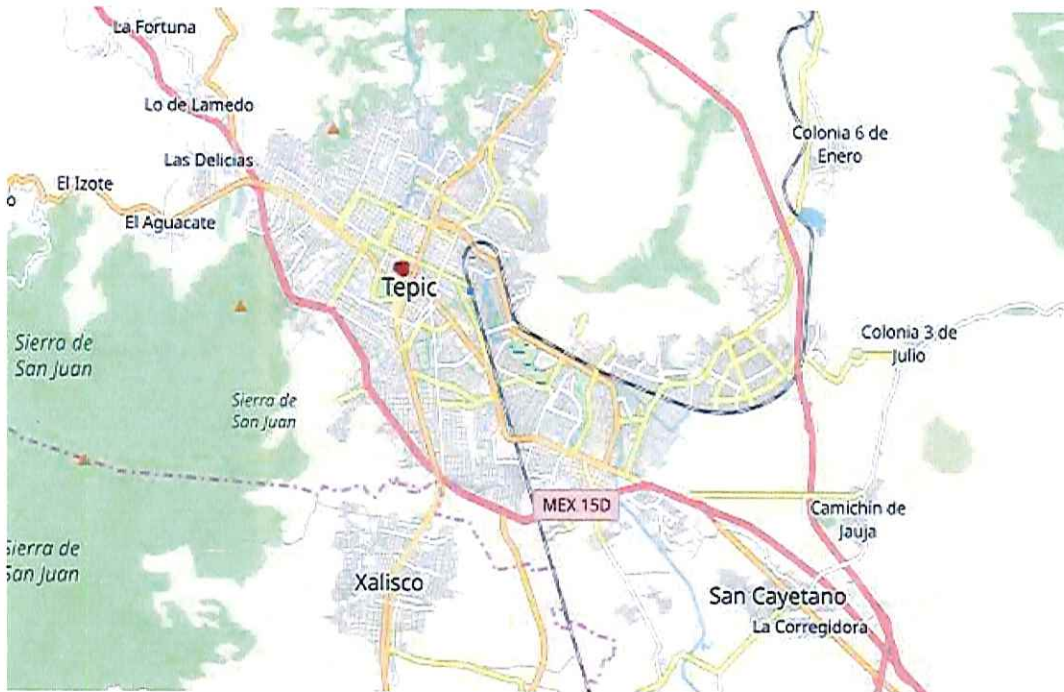 La Fortuna
Lo de Lamedo
Las Delicias
Colonia 6 de
Enero
El Izote
o
El Aguacate
Tepic
Sierra de
San Juan
Colonia 3 de
Julio
Sierra de
San Juan
MEX 15D
Camichín de
Jauja
Sierra de
San Juan
Xalisco
San Cayetano
La Corregidora